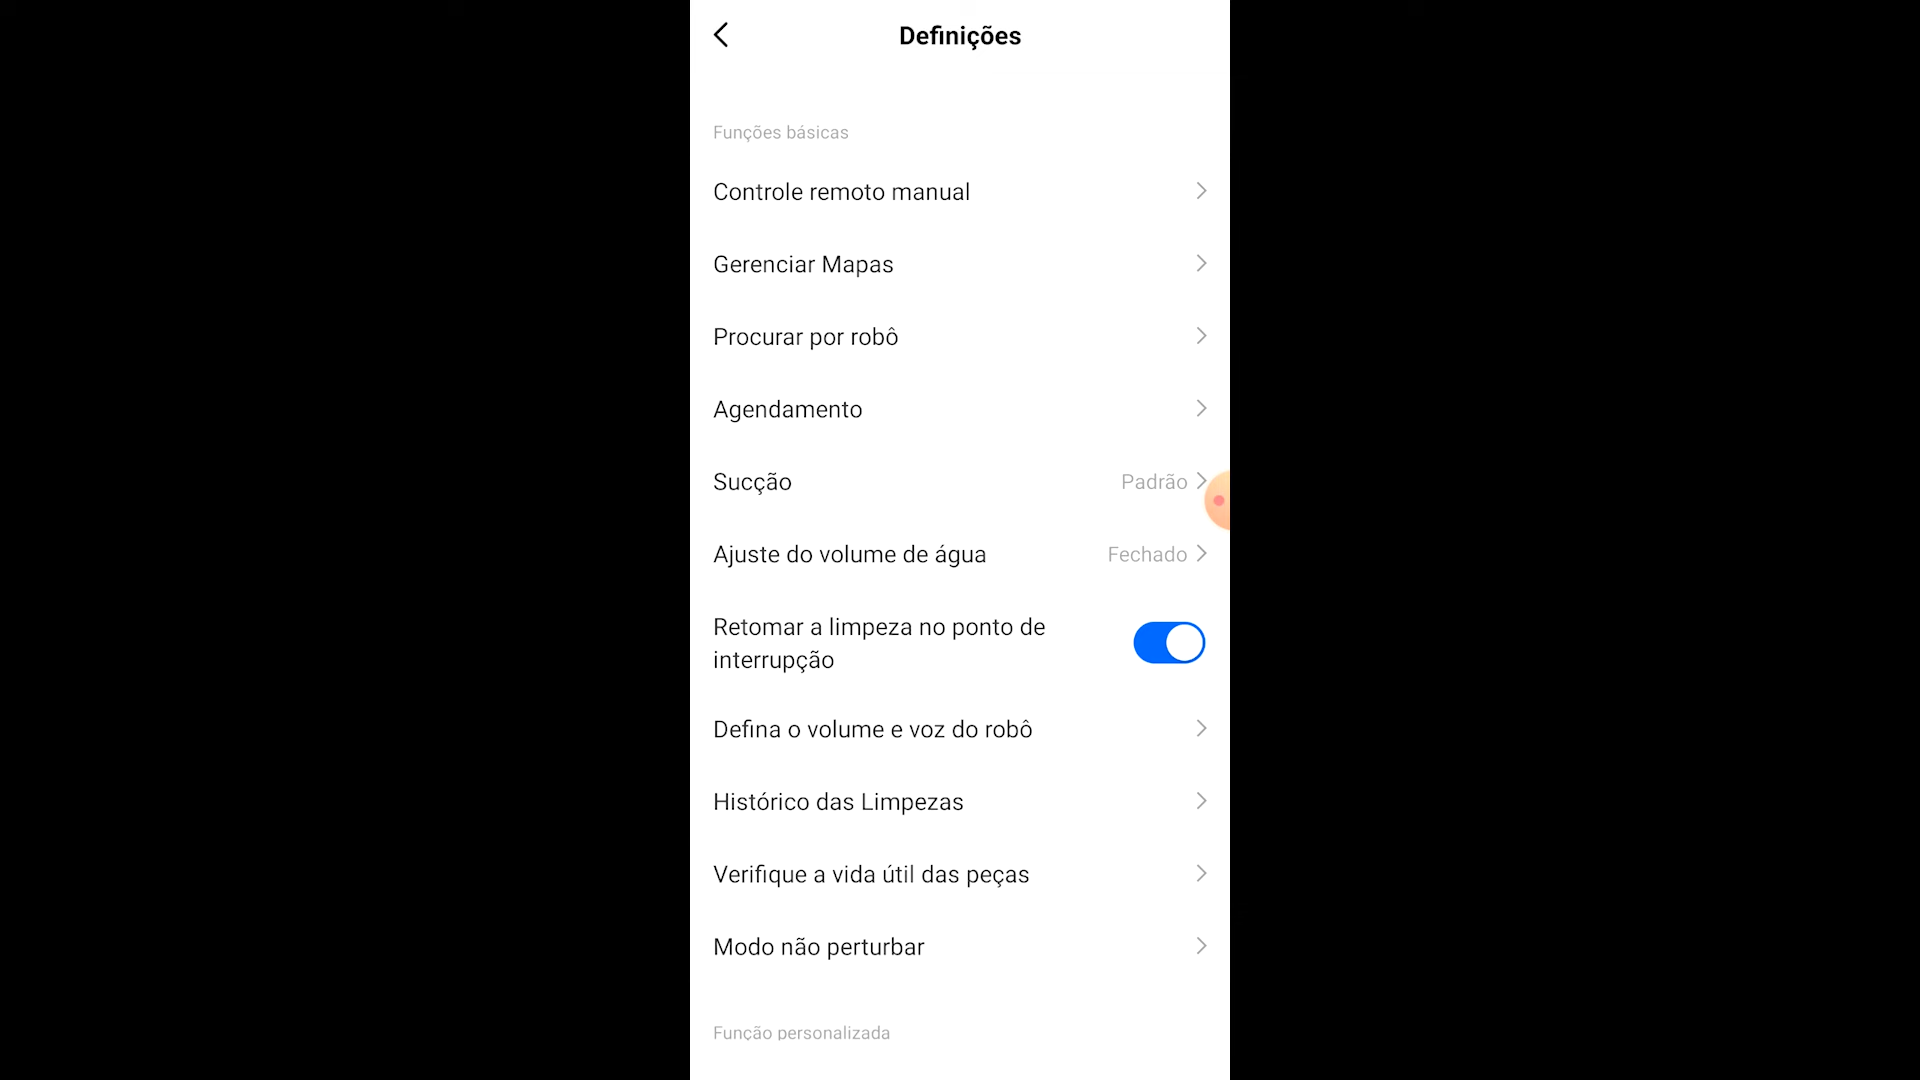 Definições
Funções básicas
Controle remoto manual
Gerenciar Mapas
Procurar por robô
Agendamento
Sucção Padrão
Ajuste do volume de água Fechado
Retomar a limpeza no ponto de
interrupção
Defina o volume e voz do robô
Histórico das Limpezas
Verifique a vida útil das peças
Modo não perturbar
Função personalizada